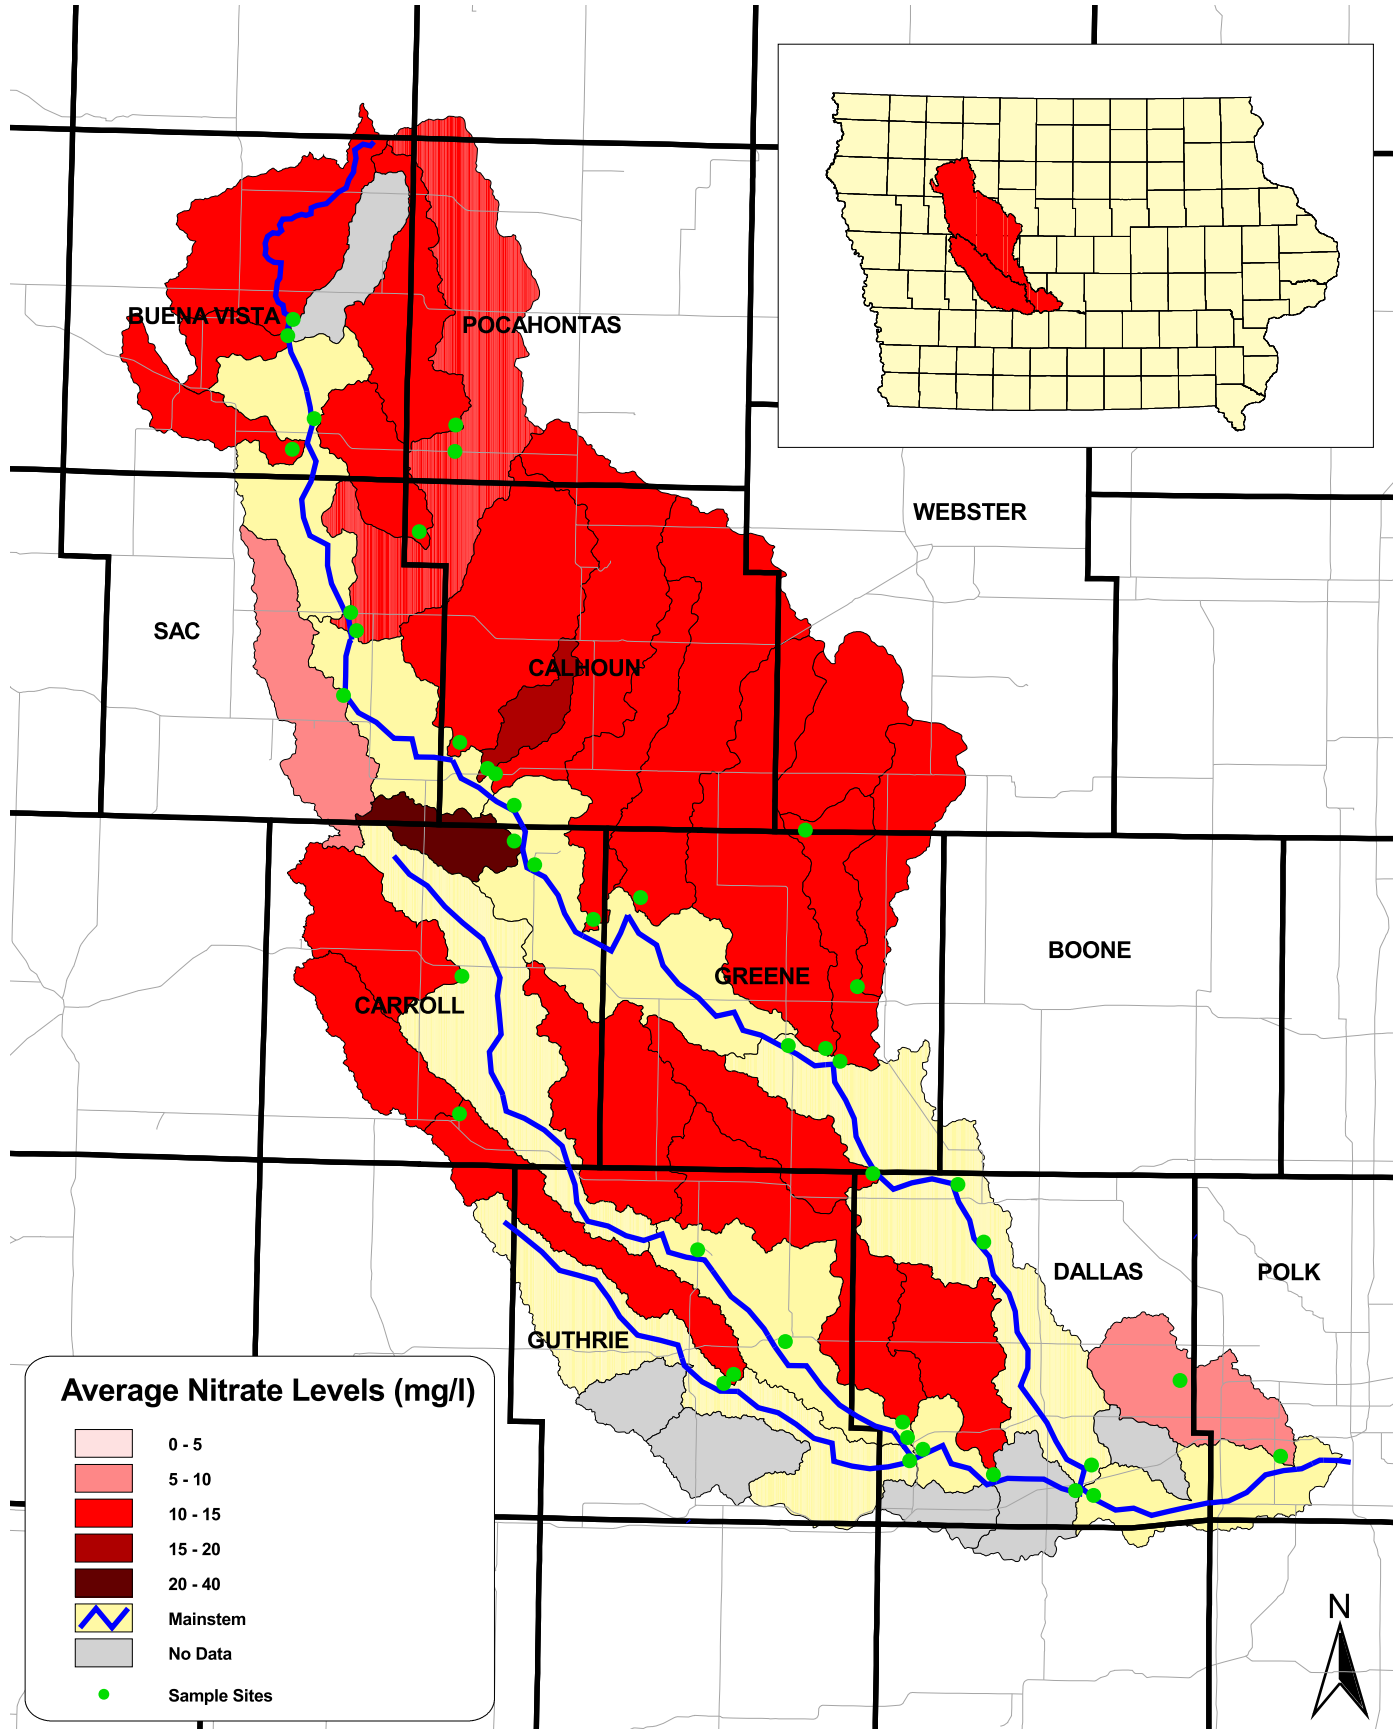 BUENA VISTA
POCAHONTAS
WEBSTER
SAC
CALHOUN
BOONE
GREENE
CARROLL
DALLAS
POLK
GUTHRIE
Average Nitrate Levels (mg/l)
0 - 5
5 - 10
10 - 15
15 - 20
20 - 40
Mainstem
No Data
Sample Sites
N